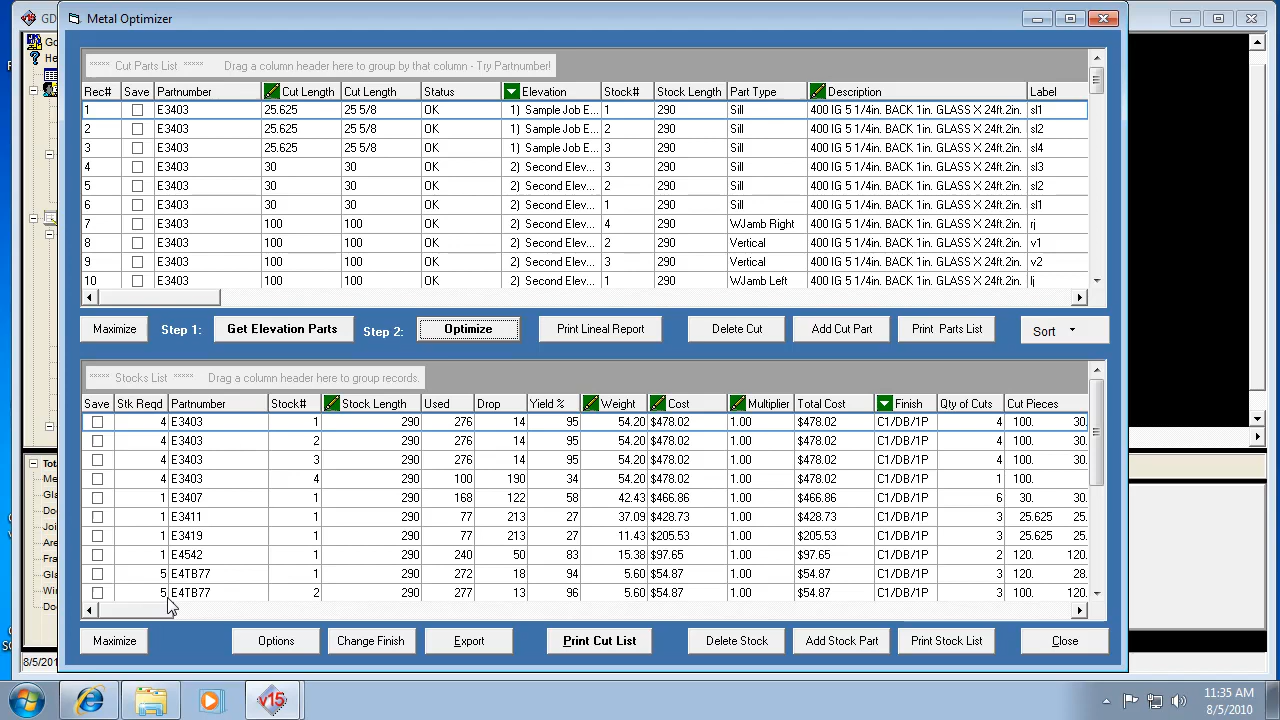 GD
Metal Optimizer
Go
He
***** Cut Parts List ***** Drag a column header here to group by that column - Try Partnumber
Rec# Save Partnumber Cut Length Cut Length Status Elevation Stock# Stock Length Part Type Description Label
1 E3403 25.625 25 5/8 OK 1) Sample Job E... 1 290 Sill 400 IG 5 1/4in. BACK 1in. GLASS X 24ft.2in. sl1
2 E3403 25.625 25 5/8 OK 1) Sample Job E... 2 290 Sill 400 IG 5 1/4in. BACK 1in. GLASS X 24ft.2in. sl2
3 E3403 25.625 25 5/8 OK 1) Sample Job E... 3 290 Sill 400 IG 5 1/4in. BACK 1in. GLASS X 24ft.2in. sl4
4 E3403 30 30 OK 2) Second Elev... 3 290 Sill 400 IG 5 1/4in. BACK 1in. GLASS X 24ft.2in. sl3
5 E3403 30 30 OK 2) Second Elev... 2 290 Sill 400 IG 5 1/4in. BACK 1in. GLASS X 24ft.2in. sl2
6 E3403 30 30 OK 2) Second Elev... 1 290 Sill 400 IG 5 1/4in. BACK 1in. GLASS X 24ft.2in. sl1
7 E3403 100 100 OK 2) Second Elev... 4 290 WJamb Right 400 IG 5 1/4in. BACK 1in. GLASS X 24ft.2in. rj
8 E3403 100 100 OK 2) Second Elev... 2 290 Vertical 400 IG 5 1/4in. BACK 1in. GLASS X 24ft.2in. v1
9 E3403 100 100 OK 2) Second Elev... 3 290 Vertical 400 IG 5 1/4in. BACK 1in. GLASS X 24ft.2in. v2
10 E3403 100 100 OK 2) Second Elev... 1 290 WJamb Left 400 IG 5 1/4in. BACK 1in. GLASS X 24ft.2in. lj
Maximize Step 1: Get Elevation Parts Step 2: Optimize Print Lineal Report Delete Cut Add Cut Part Print Parts List Sort
***** Stocks List ***** Drag a column header here to group records.
Save Stk Reqd Partnumber Stock# Stock Length Used Drop Yield % Weight Cost Multiplier Total Cost Finish Qty of Cuts Cut Pieces
4 E3403 1 290 276 14 95 54.20 $478.02 1.00 $478.02 C1/DB/1P 4 100. 30.
4 E3403 2 290 276 14 95 54.20 $478.02 1.00 $478.02 C1/DB/1P 4 100. 30.
4 E3403 3 290 276 14 95 54.20 $478.02 1.00 $478.02 C1/DB/1P 4 100. 30.
4 E3403 4 290 100 190 34 54.20 $478.02 1.00 $478.02 C1/DB/1P 1 100.
1 E3407 1 290 168 122 58 42.43 $466.86 1.00 $466.86 C1/DB/1P 6 30. 30.
1 E3411 1 290 77 213 27 37.09 $428.73 1.00 $428.73 C1/DB/1P 3 25.625 25.
1 E3419 1 290 77 213 27 11.43 $205.53 1.00 $205.53 C1/DB/1P 3 25.625 25.
1 E4542 1 290 240 50 83 15.38 $97.65 1.00 $97.65 C1/DB/1P 2 120. 120.
5 E4TB77 1 290 272 18 94 5.60 $54.87 1.00 $54.87 C1/DB/1P 3 120. 28.
5 E4TB77 2 290 277 13 96 5.60 $54.87 1.00 $54.87 C1/DB/1P 3 100. 120.
Tot
Me
Gla
Do
Joi
Are
Fra
Gla
Wi
Do
Maximize Options Change Finish Export Print Cut List Delete Stock Add Stock Part Print Stock List Close
8/5/201
v15
11:35 AM
8/5/2010